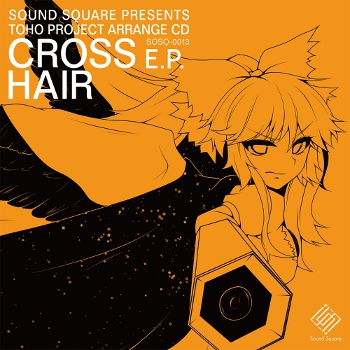 SOUND SQUARE PRESENTS
TOHO PROJECT ARRANGE CD
SOSQ-0013
CROSS E.P.
HAIR
Sound Square